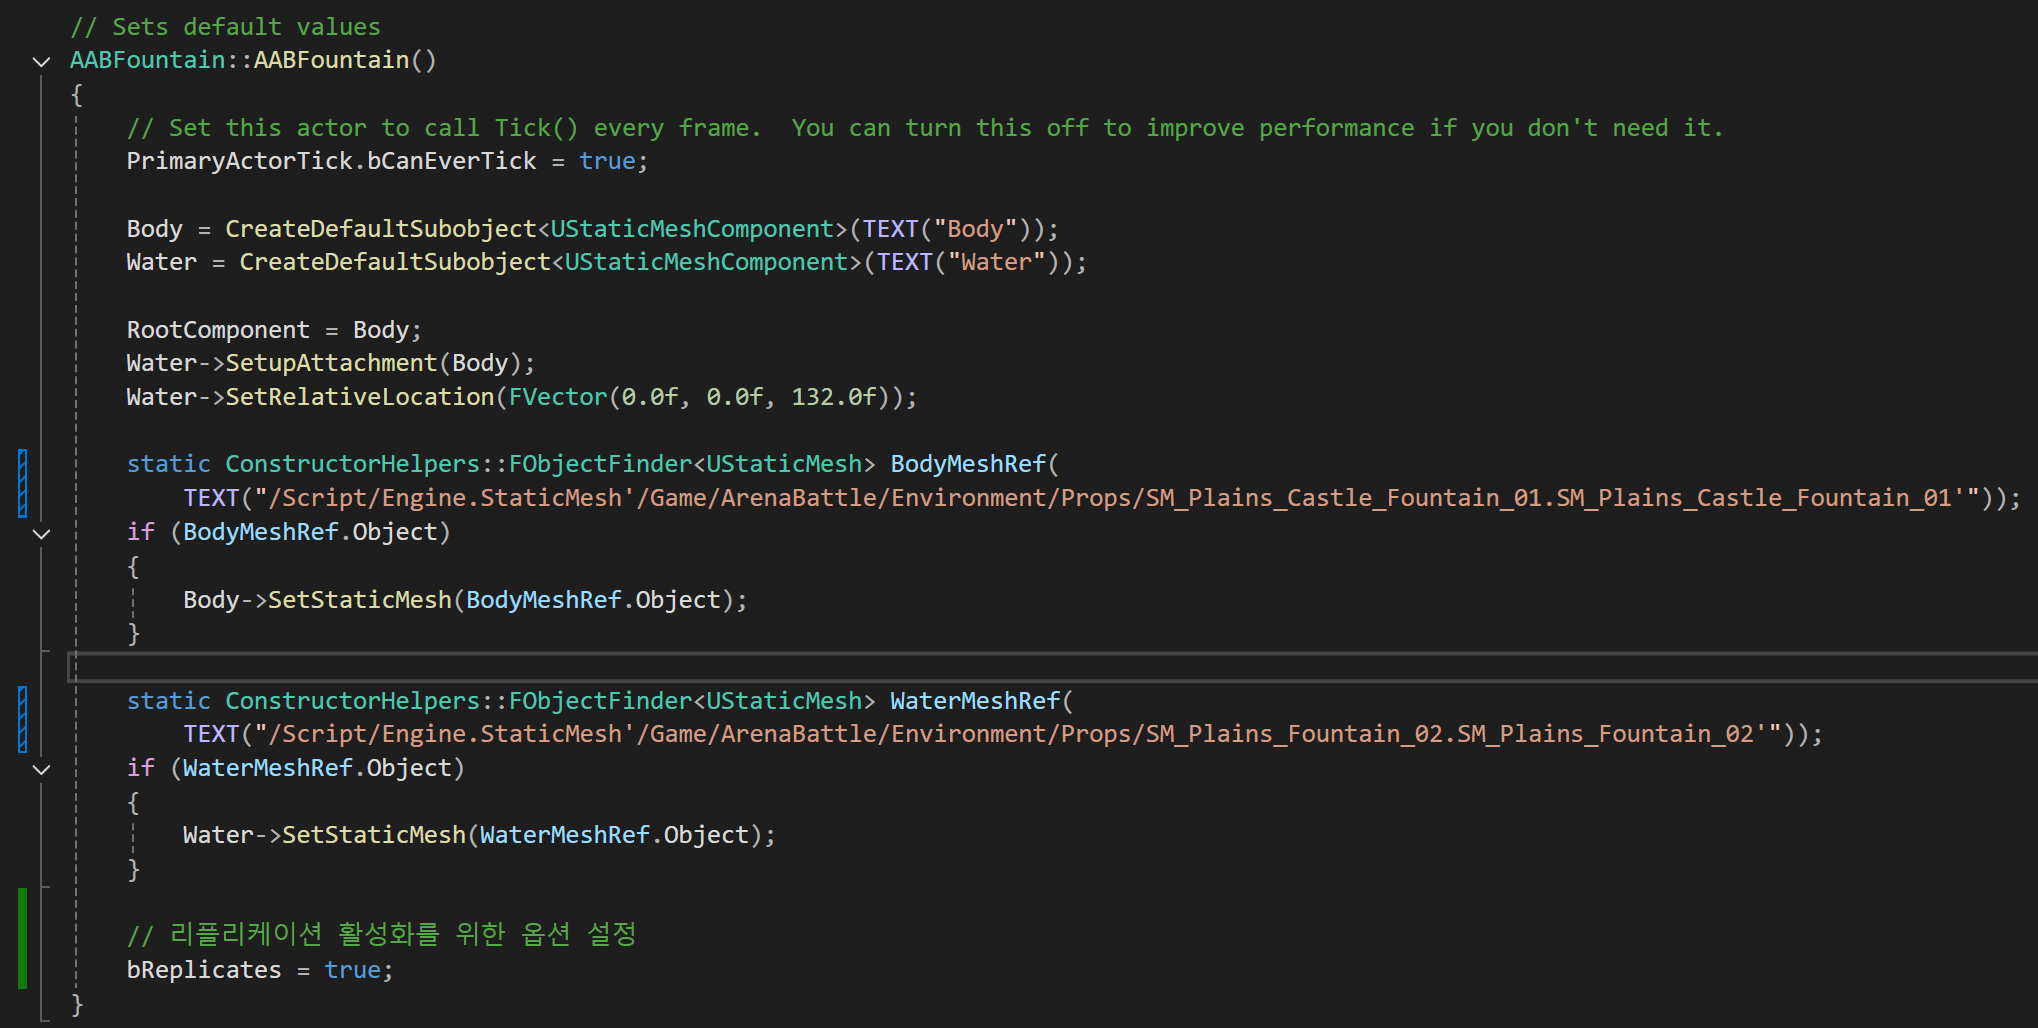 // Sets default values
AABFountain::AABFountain()
{
// Set this actor to call Tick() every frame.  You can turn this off to improve performance if you don't need it.
PrimaryActorTick.bCanEverTick = true;
Body = CreateDefaultSubobject<UStaticMeshComponent>(TEXT("Body"));
Water = CreateDefaultSubobject<UStaticMeshComponent>(TEXT("Water"));
RootComponent = Body;
Water->SetupAttachment(Body);
Water->SetRelativeLocation(FVector(0.0f, 0.0f, 132.0f));
static ConstructorHelpers::FObjectFinder<UStaticMesh> BodyMeshRef(
TEXT("/Script/Engine.StaticMesh'/Game/ArenaBattle/Environment/Props/SM_Plains_Castle_Fountain_01.SM_Plains_Castle_Fountain_01'"));
if (BodyMeshRef.Object)
{
Body->SetStaticMesh(BodyMeshRef.Object);
}
static ConstructorHelpers::FObjectFinder<UStaticMesh> WaterMeshRef(
TEXT("/Script/Engine.StaticMesh'/Game/ArenaBattle/Environment/Props/SM_Plains_Fountain_02.SM_Plains_Fountain_02'"));
if (WaterMeshRef.Object)
{
Water->SetStaticMesh(WaterMeshRef.Object);
}
// 리플리케이션 활성화를 위한 옵션 설정
bReplicates = true;
}